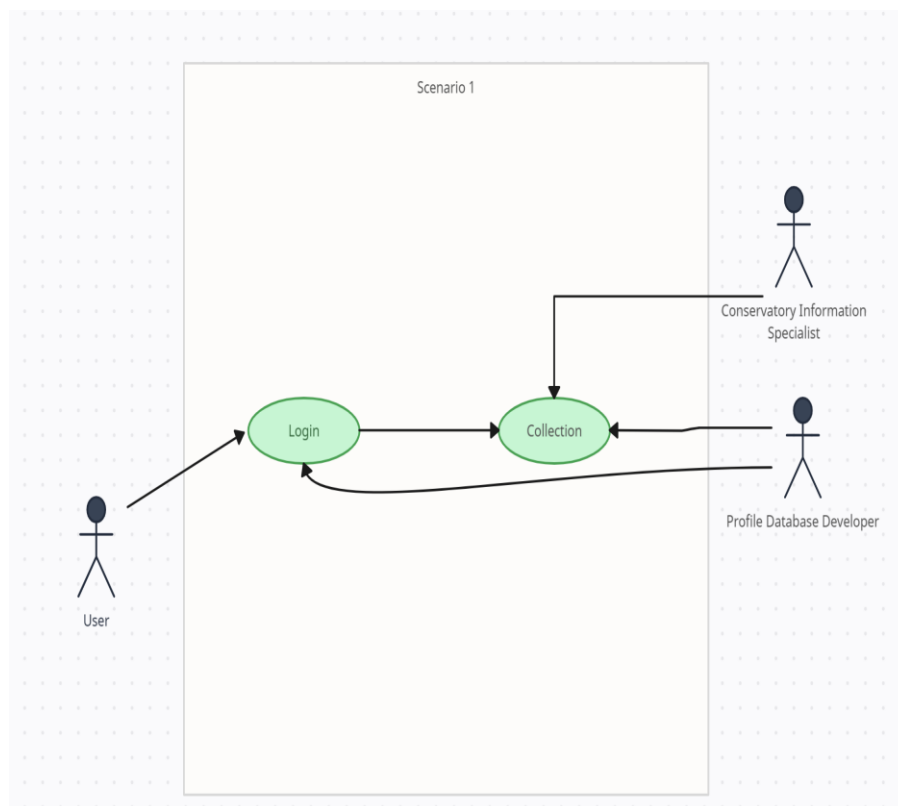 Scenario 1
Conservatory Information
Specialist
Login
Collection
Profile Database Developer
User